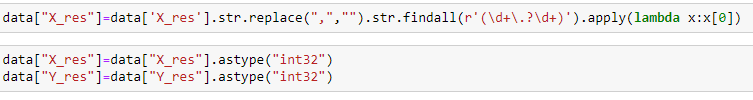 data["X_res"]=data['X_res'].str.replace(",","").str.findall(r'(\d+\.?\d+)').apply(lambda x:x[0])
data["X_res"]=data["X_res"].astype("int32")
data["Y_res"]=data["Y_res"].astype("int32")